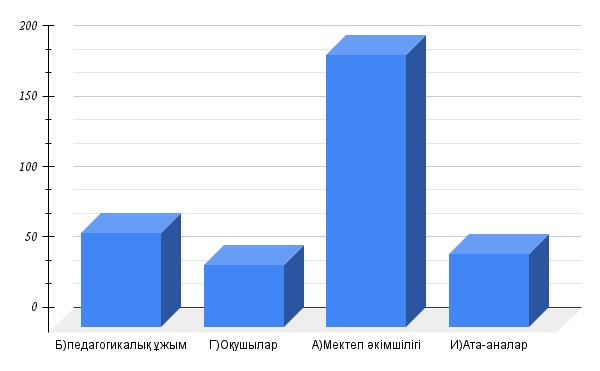 200
150
100
50
0
Б)педагогикалық ұжым
Г)Оқушылар
А)Мектеп әкімшілігі
И)Ата-аналар